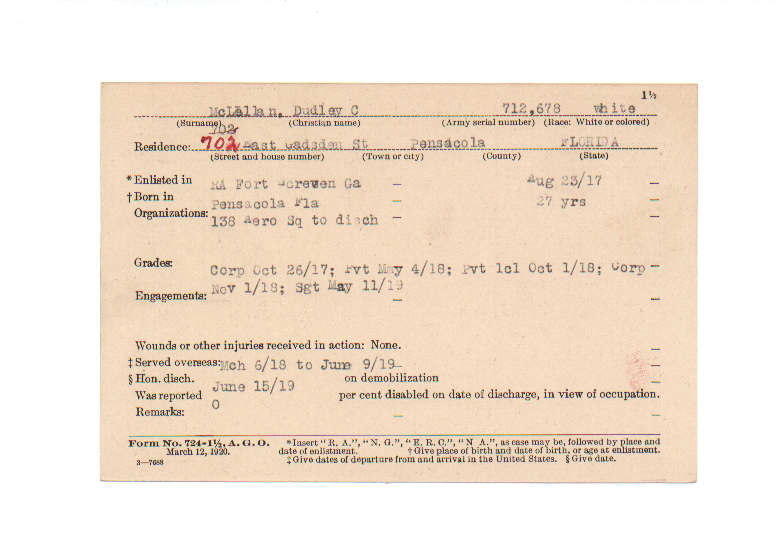 1½
McLellan, Dudley C 712,678 white
(Surname) (Christian name) (Army serial number) (Race: White or colored)
702
Residence: 702 East Gadsden St Pensacola FLORIDA
(Street and house number) (Town or city) (County) (State)
* Enlisted in RA Fort Screven Ga – Aug 23/17 –
† Born in Pensacola Fla – 27 yrs –
Organizations: 138 Aero Sq to disch – –
Grades: Corp Oct 26/17; Pvt May 4/18; Pvt 1cl Oct 1/18; Corp –
Nov 1/18; Sgt May 11/19
Engagements: – –
Wounds or other injuries received in action: None. –
‡ Served overseas: Mch 6/18 to June 9/19 – –
§ Hon. disch. June 15/19 on demobilization –
Was reported 0 per cent disabled on date of discharge, in view of occupation.
Remarks: – –
Form No. 724-1½, A. G. O. *Insert "R. A.", "N. G.", "E. R. C.", "N A.", as case may be, followed by place and
March 12, 1920. date of enlistment. † Give place of birth and date of birth, or age at enlistment.
3—7688 ‡ Give dates of departure from and arrival in the United States. § Give date.